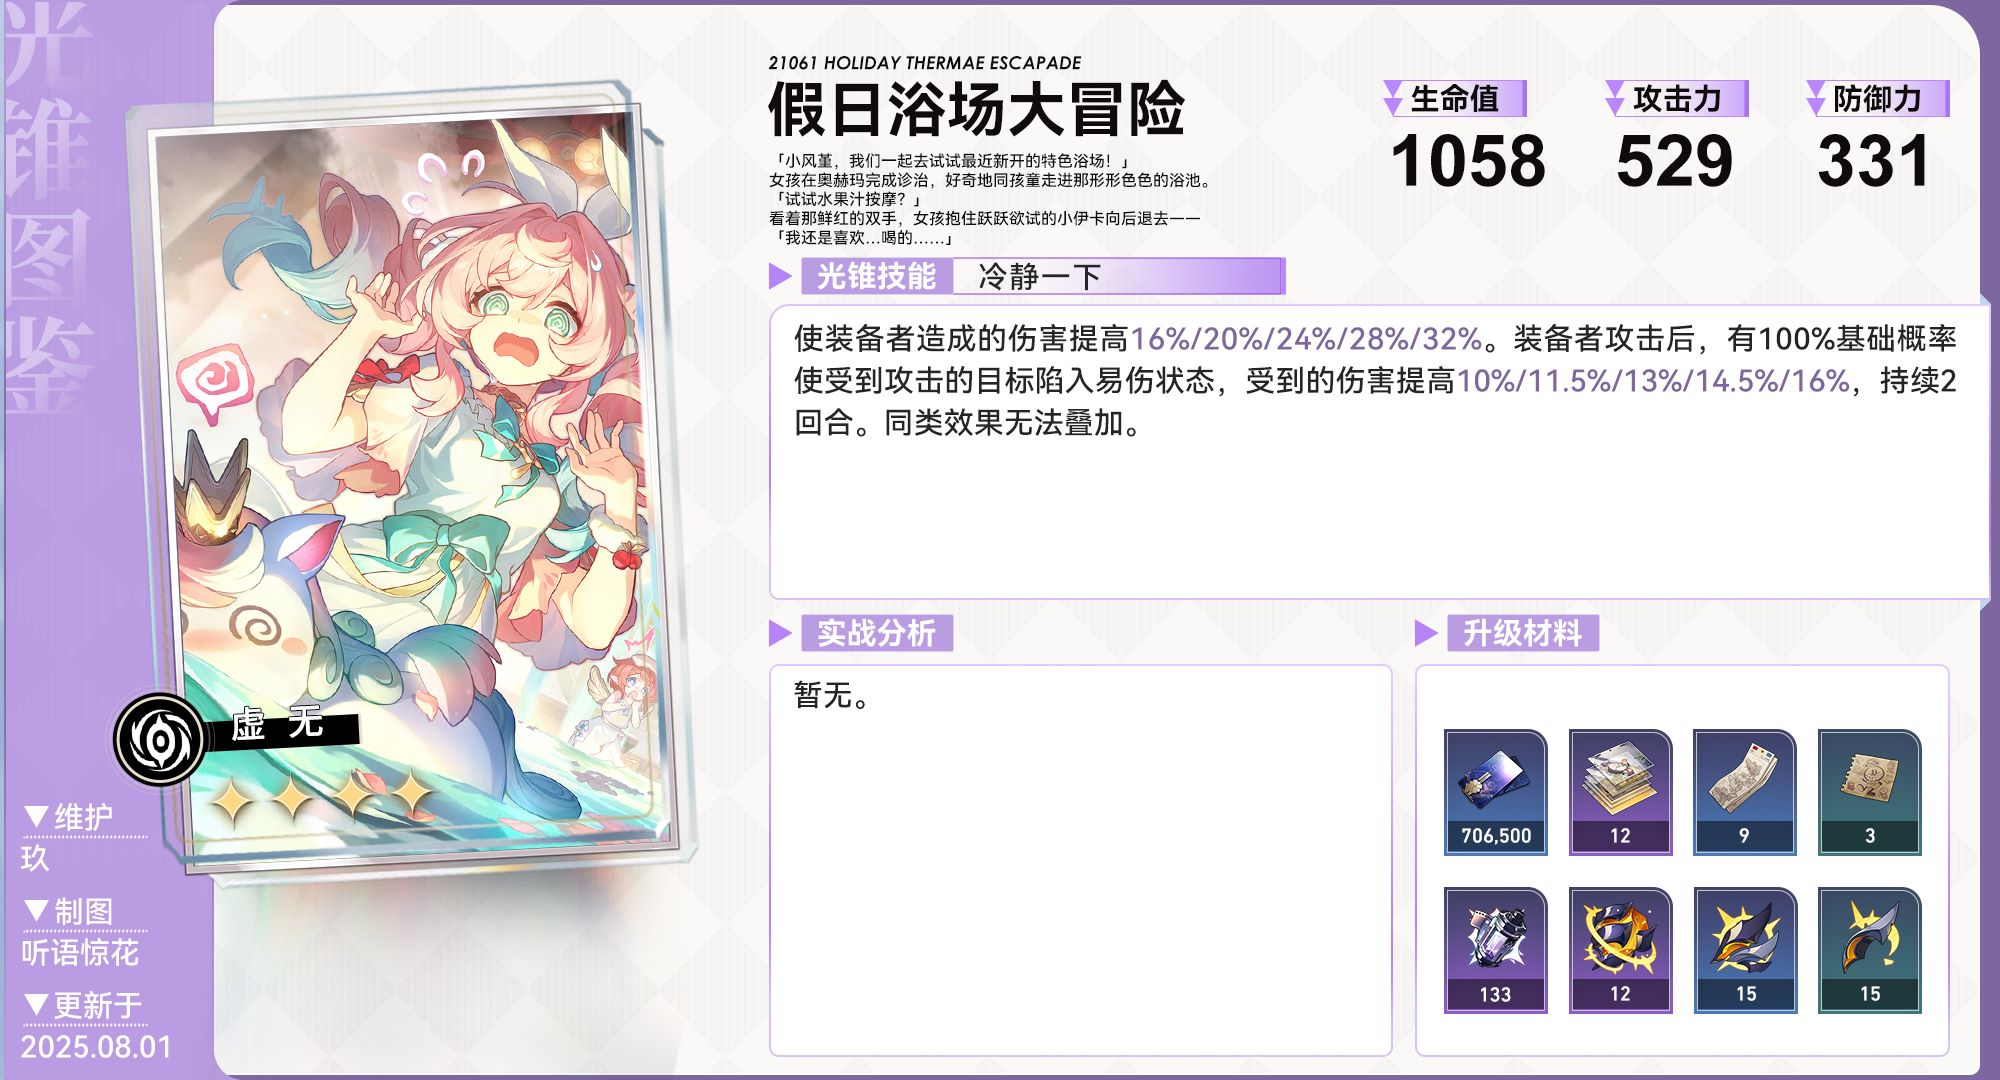 光锥图鉴
21061 HOLIDAY THERMAE ESCAPADE
假日浴场大冒险
「小风堇，我们一起去试试最近新开的特色浴场！」
女孩在奥赫玛完成诊治，好奇地同孩童走进那形形色色的浴池。
「试试水果汁按摩？」
看着那鲜红的双手，女孩抱住跃跃欲试的小伊卡向后退去——
「我还是喜欢…喝的……」
生命值
1058
攻击力
529
防御力
331
光锥技能
冷静一下
使装备者造成的伤害提高16%/20%/24%/28%/32%。装备者攻击后，有100%基础概率
使受到攻击的目标陷入易伤状态，受到的伤害提高10%/11.5%/13%/14.5%/16%，持续2
回合。同类效果无法叠加。
虚无
实战分析
暂无。
升级材料
706,500
12
9
3
133
12
15
15
▼维护
玖
▼制图
听语惊花
▼更新于
2025.08.01